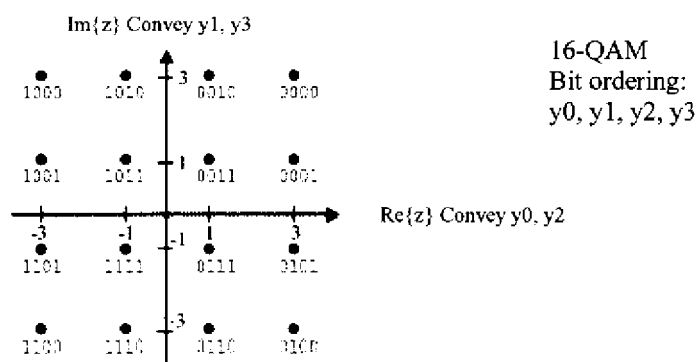 Im{z} Convey y1, y3
16-QAM
Bit ordering:
y0, y1, y2, y3
3
1000 1010 0010 0000
1
1001 1011 0011 0001
Re{z} Convey y0, y2
-3 -1 1 3
-1
1101 1111 0111 0101
-3
1100 1110 0110 0100